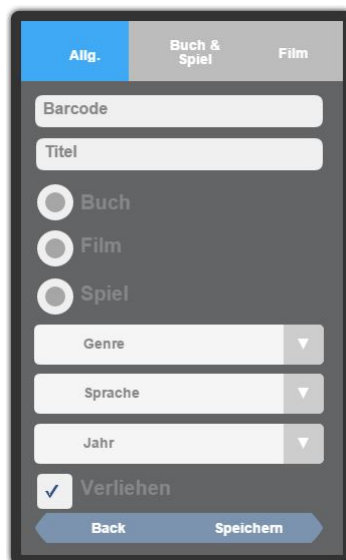 Allg.
Buch &
Spiel
Film
Barcode
Titel
Buch
Film
Spiel
Genre
Sprache
Jahr
Verliehen
Back
Speichern